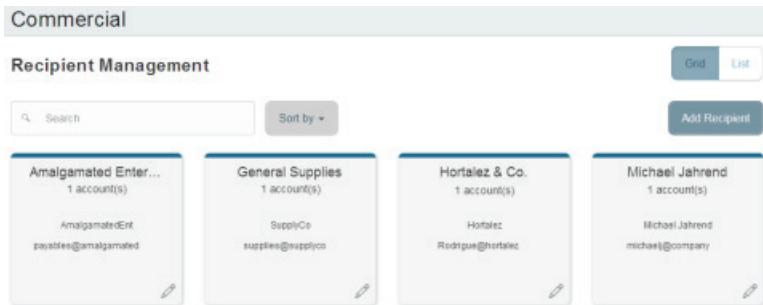 Commercial
Recipient Management
Grid List
Search
Sort by
Add Recipient
Amalgamated Enter...
1 account(s)
AmalgamatedEnt
payables@amalgamated
General Supplies
1 account(s)
SupplyCo
supplies@supplyco
Hortalez & Co.
1 account(s)
Hortalez
Rodrigue@hortalez
Michael Jahrend
1 account(s)
Michael Jahrend
michaelj@company